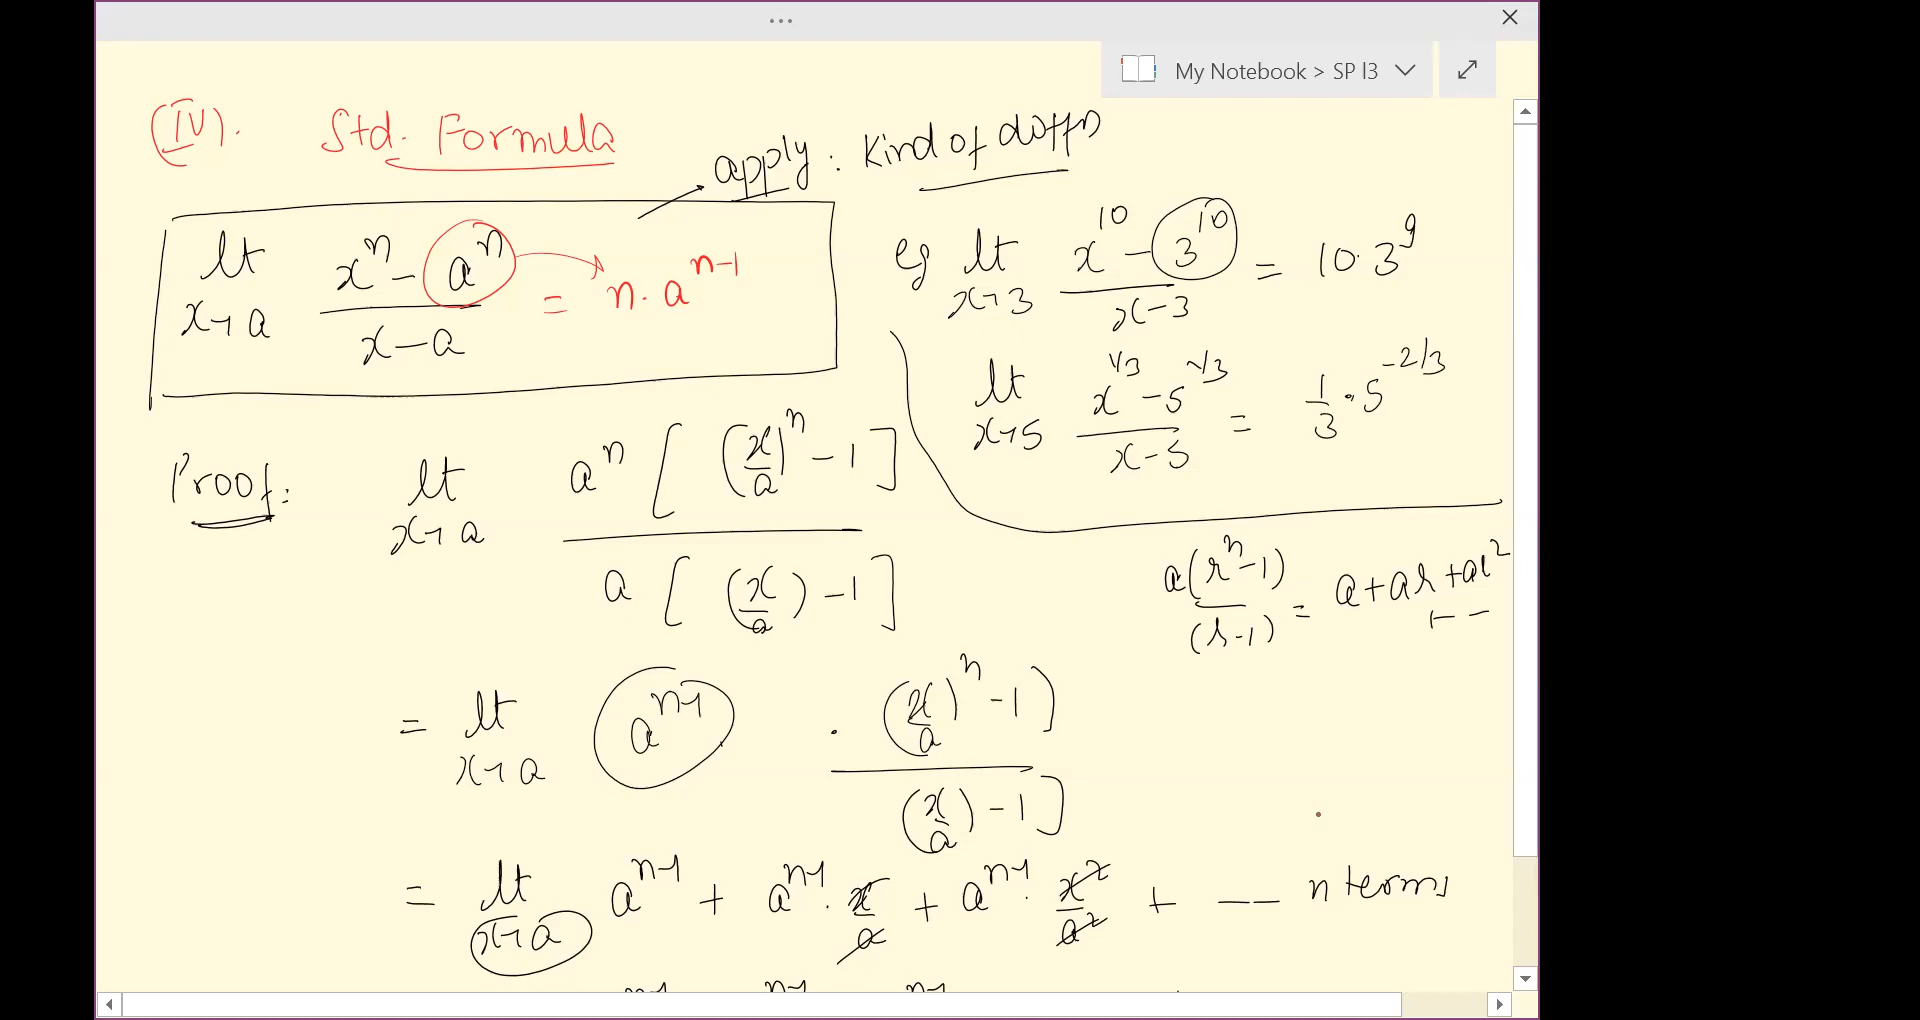 My Notebook > SP l3
(IV). Std. Formula
apply : Kind of diffn
lt x→a (x^n - a^n)/(x-a) = n.a^(n-1)
eg lt x→3 (x^10 - 3^10)/(x-3) = 10.3^9
lt x→5 (x^(1/3) - 5^(1/3))/(x-5) = 1/3 . 5^(-2/3)
Proof: lt x→a a^n [(x/a)^n - 1] / a [(x/a) - 1]
a(r^n-1)/(r-1) = a+ar+ar^2 + --
= lt x→a a^(n-1) . (x/a)^n - 1] / (x/a) - 1]
= lt x→a a^(n-1) + a^(n-1) . x/a + a^(n-1) . x^2/a^2 + -- n terms